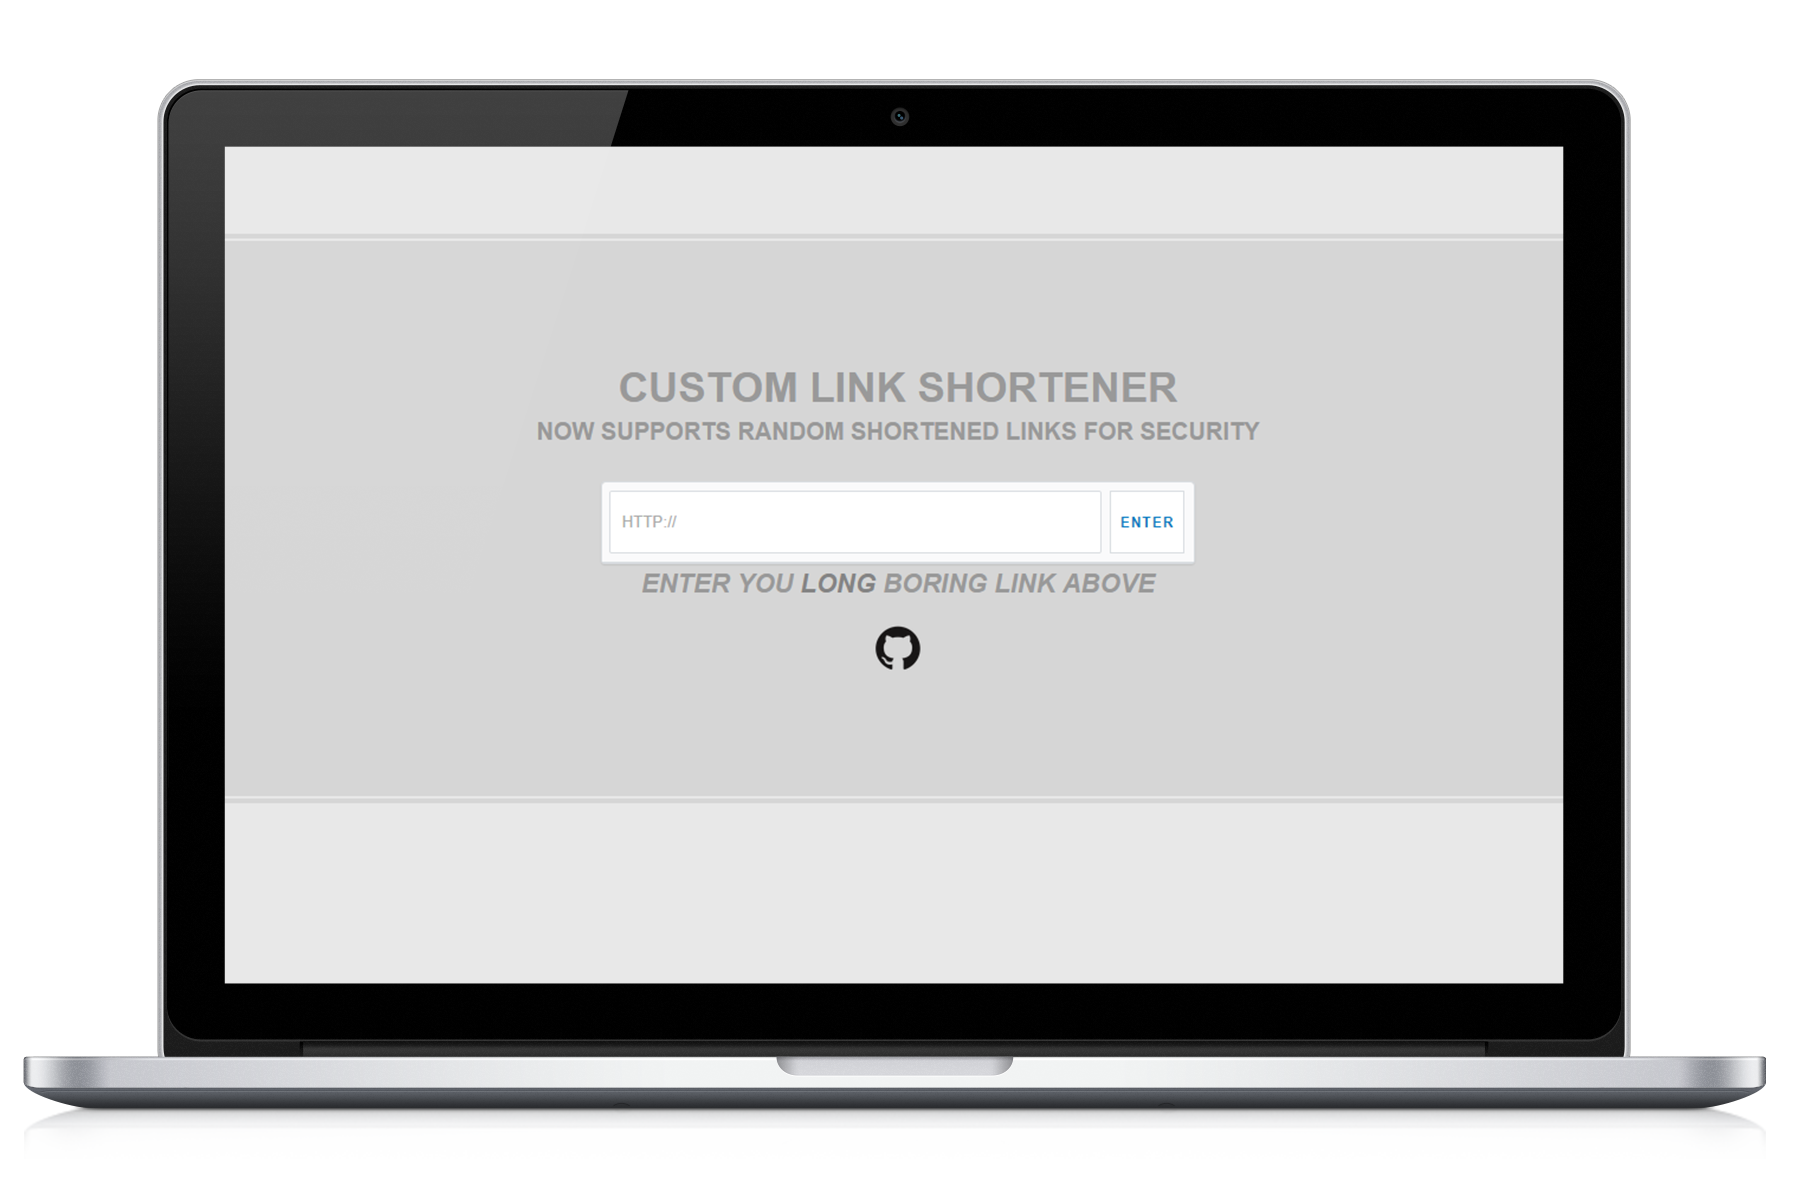 CUSTOM LINK SHORTENER
NOW SUPPORTS RANDOM SHORTENED LINKS FOR SECURITY
HTTP://
ENTER
ENTER YOU LONG BORING LINK ABOVE